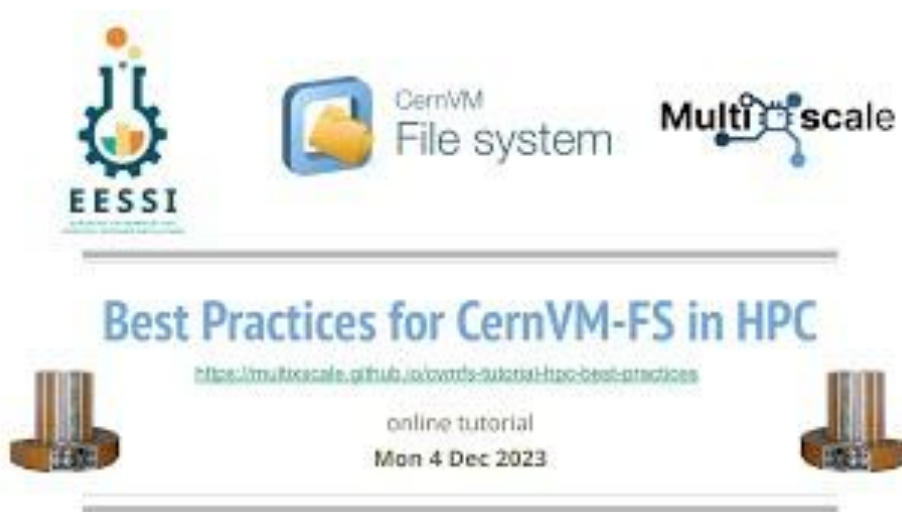 EESSI
CernVM
File system
Multiscale
Best Practices for CernVM-FS in HPC
https://multixscale.github.io/cvmfs-tutorial-hpc-best-practices
online tutorial
Mon 4 Dec 2023